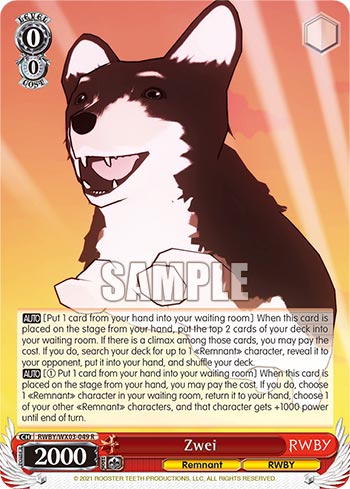 LEVEL
0
0
COST
SAMPLE
AUTO [Put 1 card from your hand into your waiting room] When this card is
placed on the stage from your hand, put the top 2 cards of your deck into
your waiting room. If there is a climax among those cards, you may pay the
cost. If you do, search your deck for up to 1 «Remnant» character, reveal it to
your opponent, put it into your hand, and shuffle your deck.
AUTO [① Put 1 card from your hand into your waiting room] When this card is
placed on the stage from your hand, you may pay the cost. If you do, choose
1 «Remnant» character in your waiting room, return it to your hand, choose 1
of your other «Remnant» characters, and that character gets +1000 power
until end of turn.
CH RWBY/WX03-049 R
Zwei
RWBY
POWER
2000
Remnant
RWBY
© 2021 ROOSTER TEETH PRODUCTIONS, LLC, ALL RIGHTS RESERVED.